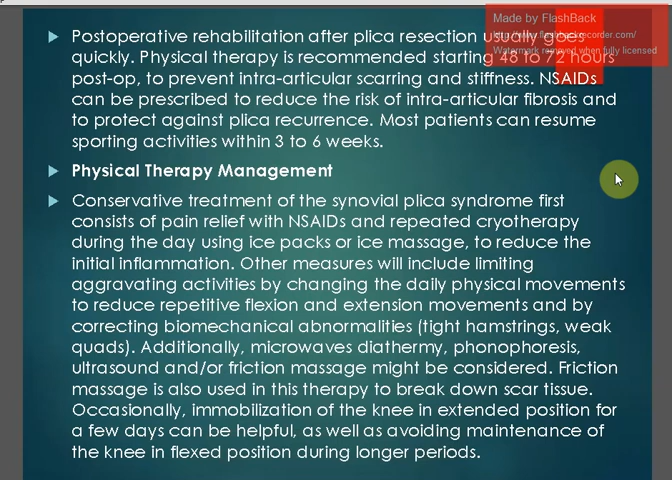 Made by FlashBack
http://www.flashbackrecorder.com/
Watermark removed when fully licensed
Postoperative rehabilitation after plica resection usually goes
quickly. Physical therapy is recommended starting 48 to 72 hours
post-op, to prevent intra-articular scarring and stiffness. NSAIDs
can be prescribed to reduce the risk of intra-articular fibrosis and
to protect against plica recurrence. Most patients can resume
sporting activities within 3 to 6 weeks.
Physical Therapy Management
Conservative treatment of the synovial plica syndrome first
consists of pain relief with NSAIDs and repeated cryotherapy
during the day using ice packs or ice massage, to reduce the
initial inflammation. Other measures will include limiting
aggravating activities by changing the daily physical movements
to reduce repetitive flexion and extension movements and by
correcting biomechanical abnormalities (tight hamstrings, weak
quads). Additionally, microwaves diathermy, phonophoresis,
ultrasound and/or friction massage might be considered. Friction
massage is also used in this therapy to break down scar tissue.
Occasionally, immobilization of the knee in extended position for
a few days can be helpful, as well as avoiding maintenance of
the knee in flexed position during longer periods.